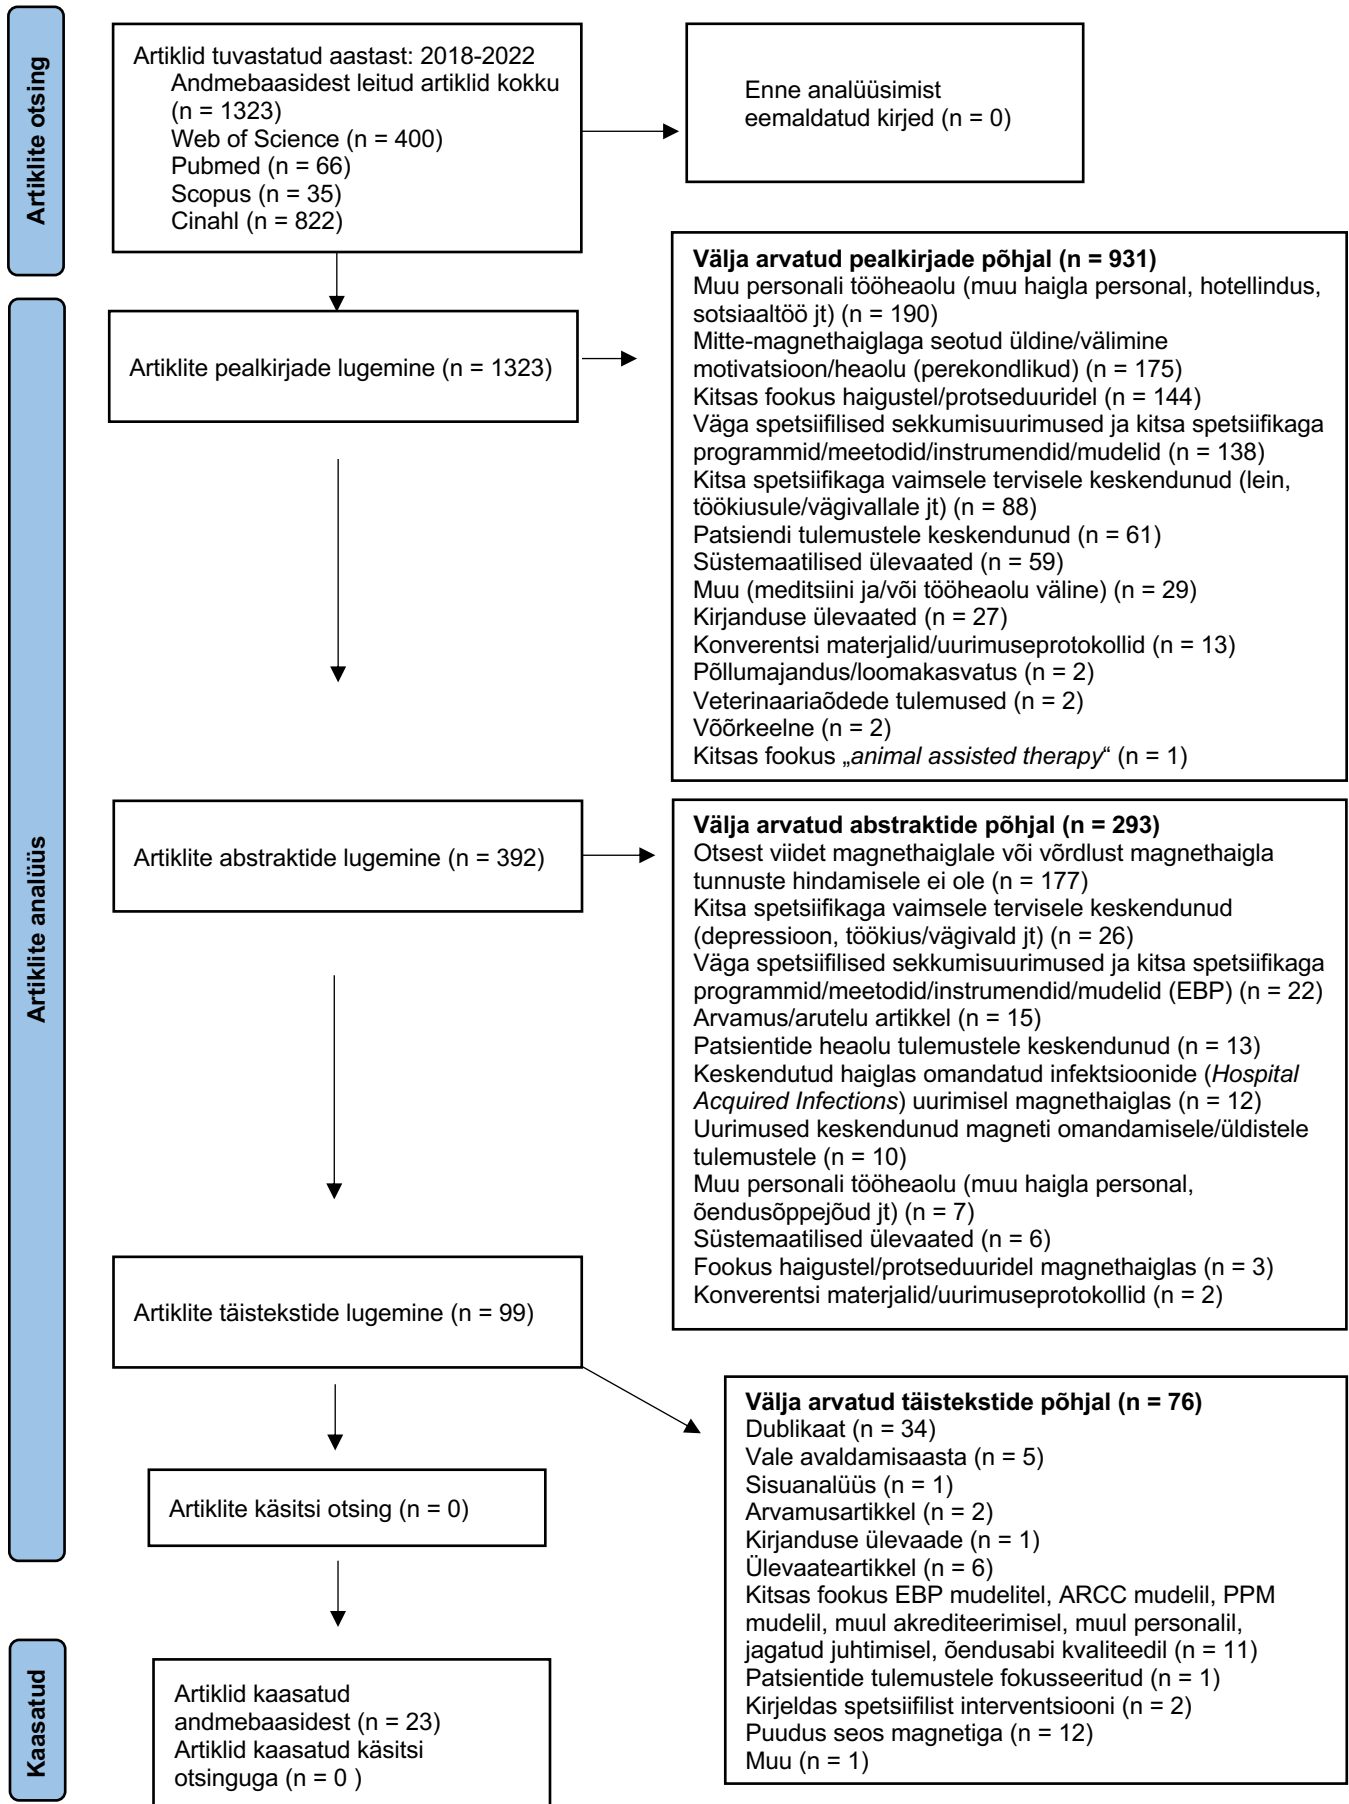 Artiklite otsing
Artiklid tuvastatud aastast: 2018-2022
Andmebaasidest leitud artiklid kokku
(n = 1323)
Web of Science (n = 400)
Pubmed (n = 66)
Scopus (n = 35)
Cinahl (n = 822)
Enne analüüsimist
eemaldatud kirjed (n = 0)
Artiklite analüüs
Artiklite pealkirjade lugemine (n = 1323)
Välja arvatud pealkirjade põhjal (n = 931)
Muu personali tööheaolu (muu haigla personal, hotellindus,
sotsiaaltöö jt) (n = 190)
Mitte-magnethaiglaga seotud üldine/välimine
motivatsioon/heaolu (perekondlikud) (n = 175)
Kitsas fookus haigustel/protseduuridel (n = 144)
Väga spetsiifilised sekkumisuurimused ja kitsa spetsiifikaga
programmid/meetodid/instrumendid/mudelid (n = 138)
Kitsa spetsiifikaga vaimsele tervisele keskendunud (lein,
töökiusule/vägivallale jt) (n = 88)
Patsiendi tulemustele keskendunud (n = 61)
Süstemaatilised ülevaated (n = 59)
Muu (meditsiini ja/või tööheaolu väline) (n = 29)
Kirjanduse ülevaated (n = 27)
Konverentsi materjalid/uurimuseprotokollid (n = 13)
Põllumajandus/loomakasvatus (n = 2)
Veterinaariaõdede tulemused (n = 2)
Võõrkeelne (n = 2)
Kitsas fookus „animal assisted therapy“ (n = 1)
Artiklite abstraktide lugemine (n = 392)
Välja arvatud abstraktide põhjal (n = 293)
Otsest viidet magnethaiglale või võrdlust magnethaigla
tunnuste hindamisele ei ole (n = 177)
Kitsa spetsiifikaga vaimsele tervisele keskendunud
(depressioon, töökius/vägivald jt) (n = 26)
Väga spetsiifilised sekkumisuurimused ja kitsa spetsiifikaga
programmid/meetodid/instrumendid/mudelid (EBP) (n = 22)
Arvamus/arutelu artikkel (n = 15)
Patsientide heaolu tulemustele keskendunud (n = 13)
Keskendutud haiglas omandatud infektsioonide (Hospital
Acquired Infections) uurimisel magnethaiglas (n = 12)
Uurimused keskendunud magneti omandamisele/üldistele
tulemustele (n = 10)
Muu personali tööheaolu (muu haigla personal,
õendusõppejõud jt) (n = 7)
Süstemaatilised ülevaated (n = 6)
Fookus haigustel/protseduuridel magnethaiglas (n = 3)
Konverentsi materjalid/uurimuseprotokollid (n = 2)
Artiklite täistekstide lugemine (n = 99)
Välja arvatud täistekstide põhjal (n = 76)
Dublikaat (n = 34)
Vale avaldamisaasta (n = 5)
Sisuanalüüs (n = 1)
Arvamusartikkel (n = 2)
Kirjanduse ülevaade (n = 1)
Ülevaateartikkel (n = 6)
Kitsas fookus EBP mudelitel, ARCC mudelil, PPM
mudelil, muul akrediteerimisel, muul personalil,
jagatud juhtimisel, õendusabi kvaliteedil (n = 11)
Patsientide tulemustele fokusseeritud (n = 1)
Kirjeldas spetsiifilist interventsiooni (n = 2)
Puudus seos magnetiga (n = 12)
Muu (n = 1)
Artiklite käsitsi otsing (n = 0)
Kaasatud
Artiklid kaasatud
andmebaasidest (n = 23)
Artiklid kaasatud käsitsi
otsinguga (n = 0 )